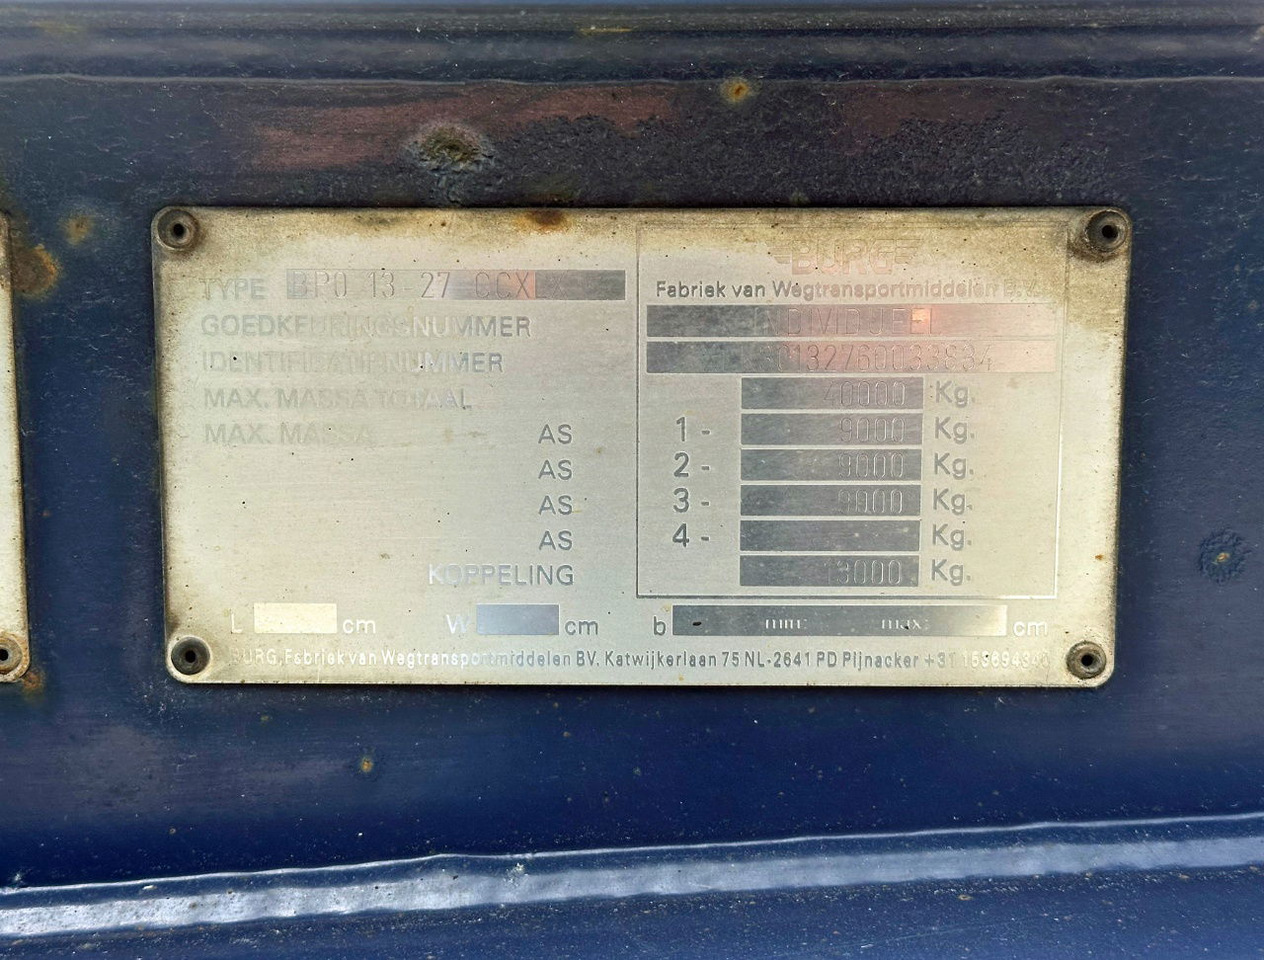 BURG
TYPE BPO 13-27 CCXLX
Fabriek van Wegtransportmiddelen B.V.
GOEDKEURINGSNUMMER INDIVIDUEEL
IDENTIFICATIENUMMER 0132760033834
MAX. MASSA TOTAAL 40000 Kg.
MAX. MASSA AS 1- 9000 Kg.
AS 2- 9000 Kg.
AS 3- 9000 Kg.
AS 4- Kg.
KOPPELING 13000 Kg.
L cm W cm b - min: max: cm
BURG, Fabriek van Wegtransportmiddelen BV. Katwijkerlaan 75 NL-2641 PD Pijnacker